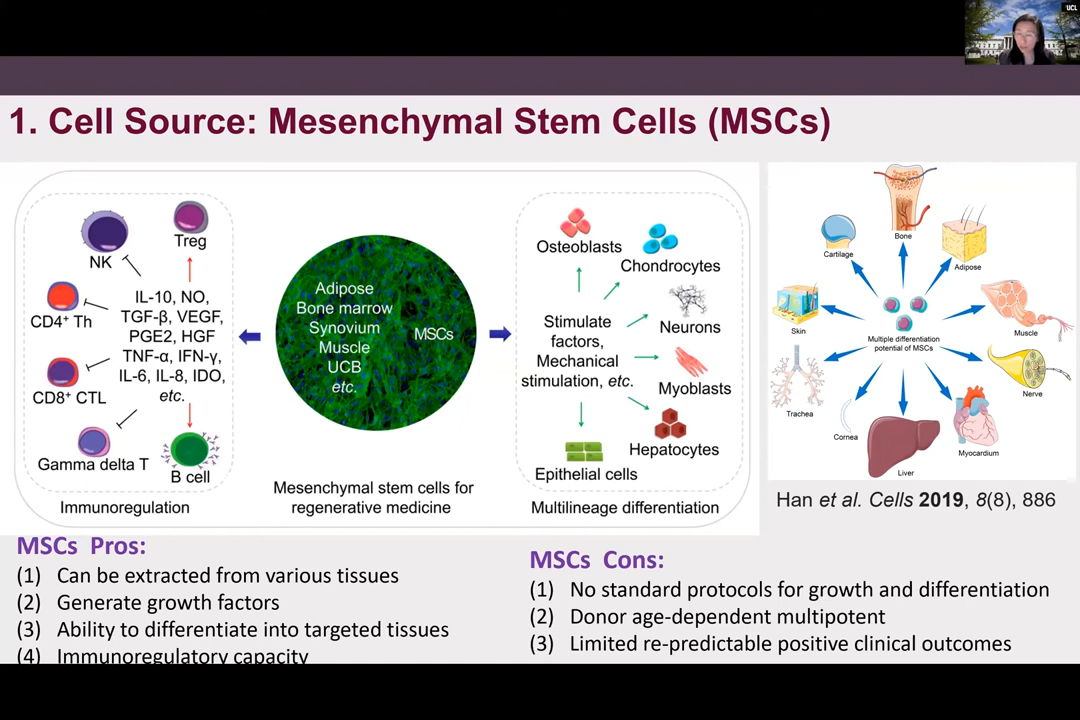 UCL
1. Cell Source: Mesenchymal Stem Cells (MSCs)
NK
Treg
CD4+ Th
CD8+ CTL
Gamma delta T
B cell
IL-10, NO,
TGF-β, VEGF,
PGE2, HGF
TNF-α, IFN-γ,
IL-6, IL-8, IDO,
etc.
Immunoregulation
Adipose
Bone marrow
Synovium
Muscle
UCB
etc.
MSCs
Mesenchymal stem cells for
regenerative medicine
Stimulate
factors,
Mechanical
stimulation, etc.
Osteoblasts
Chondrocytes
Neurons
Myoblasts
Hepatocytes
Epithelial cells
Multilineage differentiation
Bone
Cartilage
Adipose
Skin
Muscle
Multiple differentiation
potential of MSCs
Trachea
Nerve
Cornea
Myocardium
Liver
Han et al. Cells 2019, 8(8), 886
MSCs Pros:
(1) Can be extracted from various tissues
(2) Generate growth factors
(3) Ability to differentiate into targeted tissues
(4) Immunoregulatory capacity
MSCs Cons:
(1) No standard protocols for growth and differentiation
(2) Donor age-dependent multipotent
(3) Limited re-predictable positive clinical outcomes